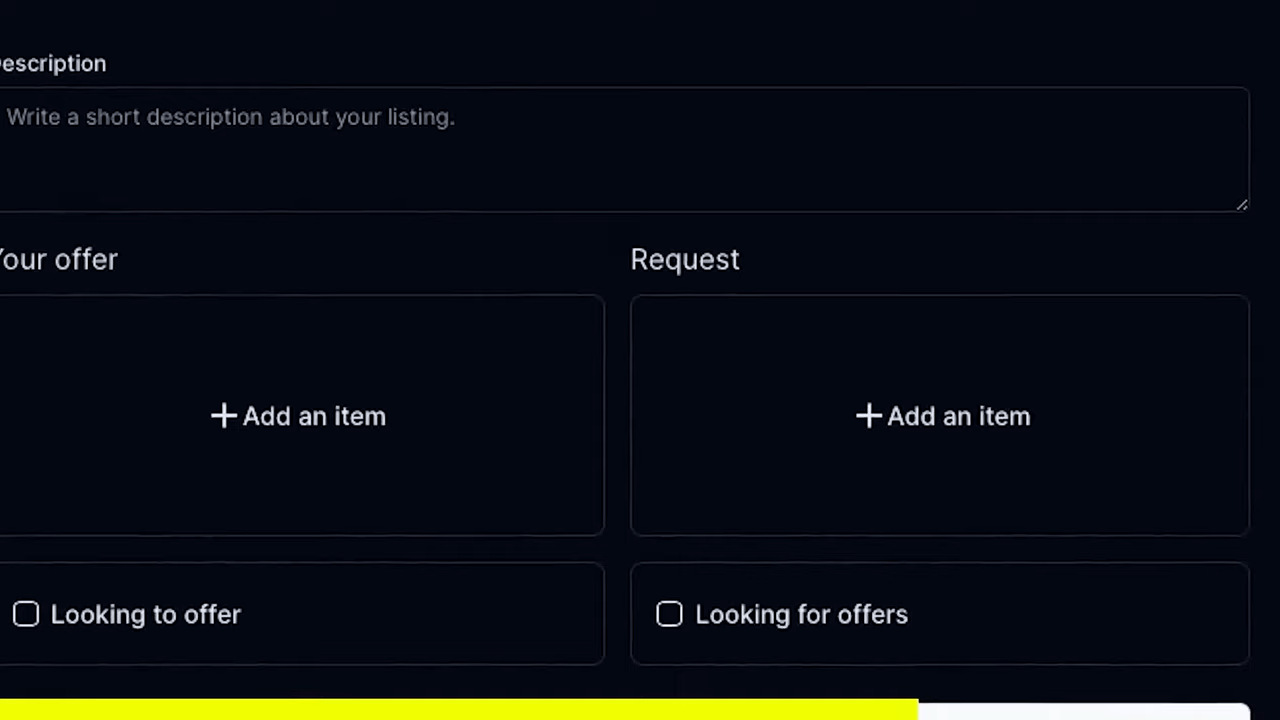 Description
Write a short description about your listing.
Your offer
Request
Add an item
Add an item
Looking to offer
Looking for offers